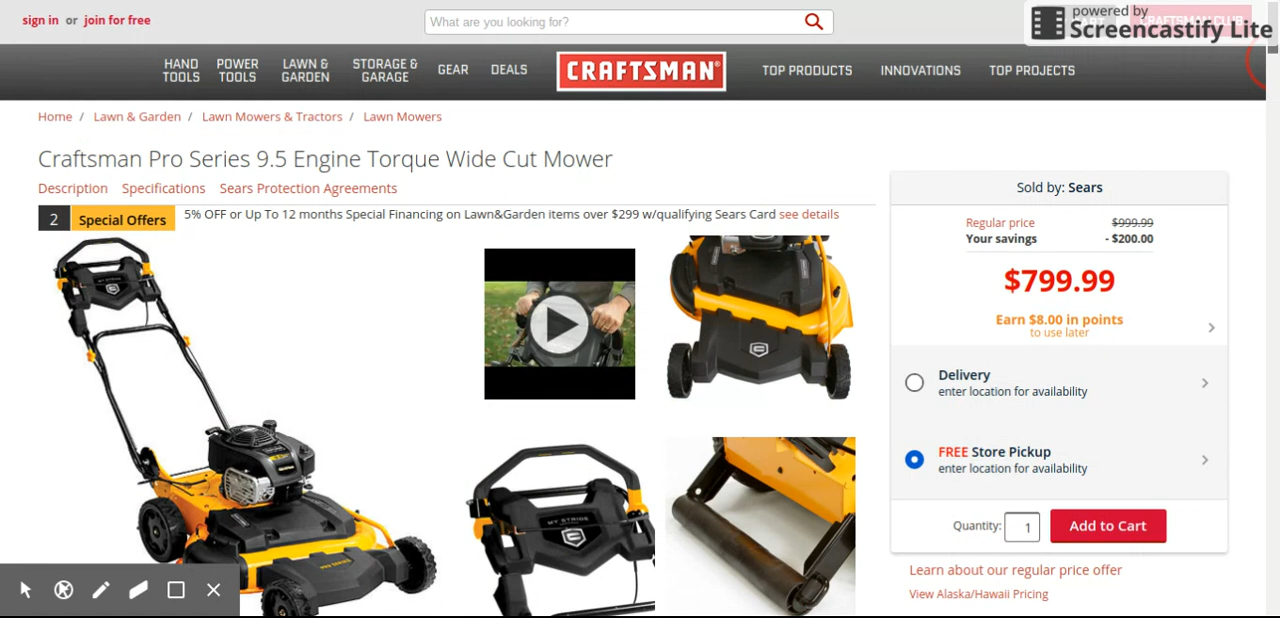 sign in or join for free
What are you looking for?
powered by
Screencastify Lite
CRAFTSMAN CLUB
HAND TOOLS
POWER TOOLS
LAWN & GARDEN
STORAGE & GARAGE
GEAR
DEALS
CRAFTSMAN®
TOP PRODUCTS
INNOVATIONS
TOP PROJECTS
Home / Lawn & Garden / Lawn Mowers & Tractors / Lawn Mowers
Craftsman Pro Series 9.5 Engine Torque Wide Cut Mower
Description Specifications Sears Protection Agreements
2 Special Offers 5% OFF or Up To 12 months Special Financing on Lawn&Garden items over $299 w/qualifying Sears Card see details
MY STRIDE
PRO SERIES
Sold by: Sears
Regular price $999.99
Your savings - $200.00
$799.99
Earn $8.00 in points
to use later
Delivery
enter location for availability
FREE Store Pickup
enter location for availability
Quantity: 1 Add to Cart
Learn about our regular price offer
View Alaska/Hawaii Pricing